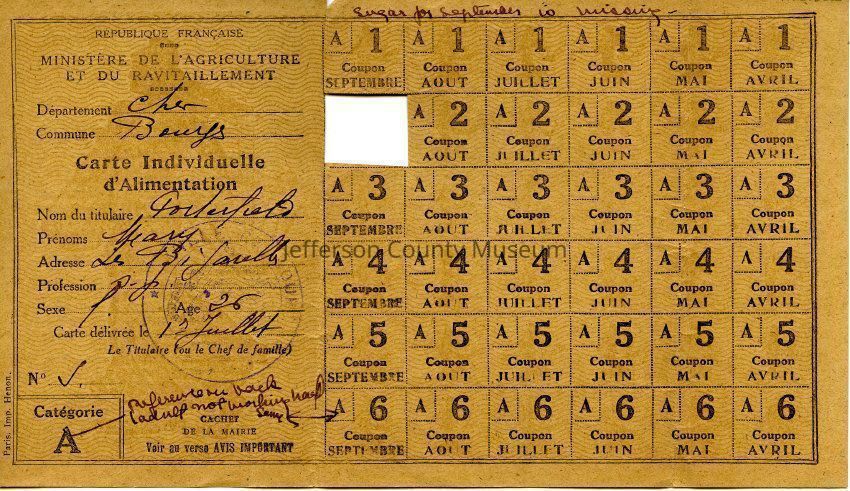 Sugar for September is missing -
RÉPUBLIQUE FRANÇAISE
MINISTÈRE DE L'AGRICULTURE
ET DU RAVITAILLEMENT
Département Cher
Commune Bourges
Carte Individuelle
d'Alimentation
Nom du titulaire Porterfield
Prénoms Mary
Adresse
Profession
Sexe f. Age 26
Carte délivrée le 12 Juillet
Le Titulaire (ou le Chef de famille)
Nº
Catégorie
A
reference on back
CACHET
DE LA MAIRIE
Voir au verso AVIS IMPORTANT
Paris, Imp. Benon.
A 1 A 1 A 1 A 1 A 1 A 1
Coupon Coupon Coupon Coupon Coupon Coupon
SEPTEMBRE AOUT JUILLET JUIN MAI AVRIL
A 2 A 2 A 2 A 2 A 2
Coupon Coupon Coupon Coupon Coupon
AOUT JUILLET JUIN MAI AVRIL
A 3 A 3 A 3 A 3 A 3 A 3
Coupon Coupon Coupon Coupon Coupon Coupon
SEPTEMBRE AOUT JUILLET JUIN MAI AVRIL
Jefferson County Museum
A 4 A 4 A 4 A 4 A 4 A 4
Coupon Coupon Coupon Coupon Coupon Coupon
SEPTEMBRE AOUT JUILLET JUIN MAI AVRIL
A 5 A 5 A 5 A 5 A 5 A 5
Coupon Coupon Coupon Coupon Coupon Coupon
SEPTEMBRE AOUT JUILLET JUIN MAI AVRIL
A 6 A 6 A 6 A 6 A 6 A 6
Coupon Coupon Coupon Coupon Coupon Coupon
SEPTEMBRE AOUT JUILLET JUIN MAI AVRIL